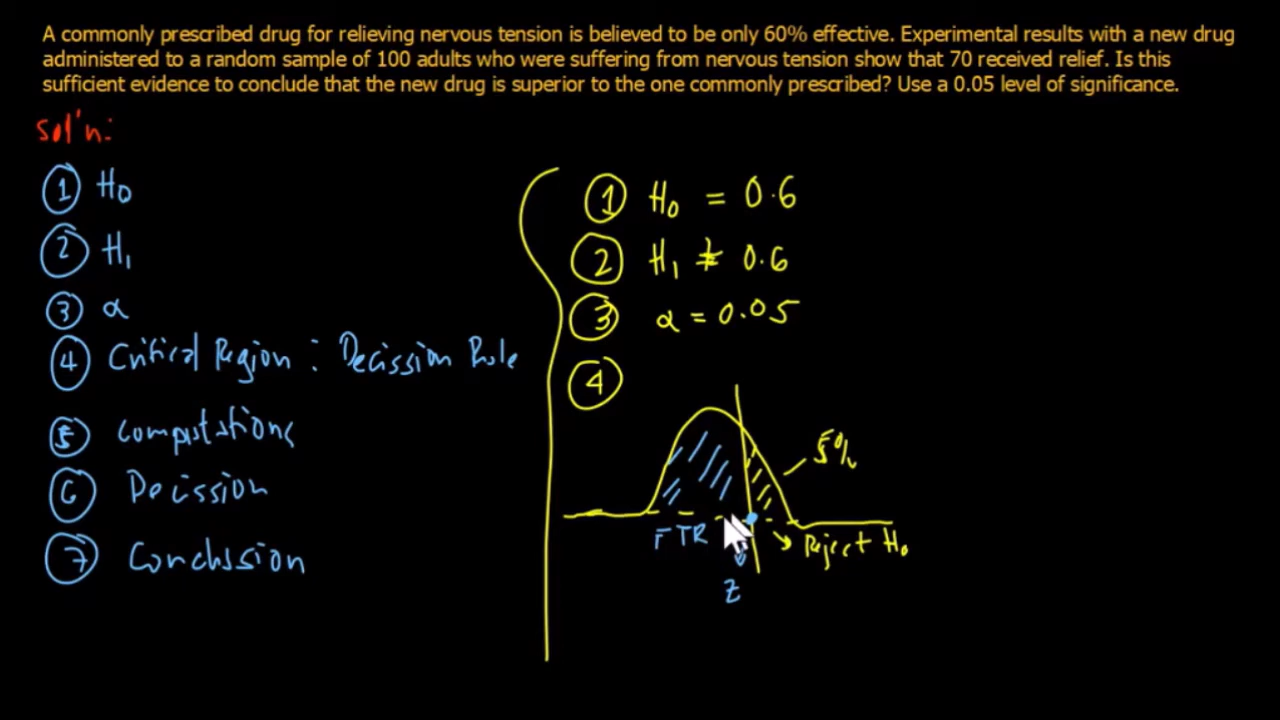 A commonly prescribed drug for relieving nervous tension is believed to be only 60% effective. Experimental results with a new drug
administered to a random sample of 100 adults who were suffering from nervous tension show that 70 received relief. Is this
sufficient evidence to conclude that the new drug is superior to the one commonly prescribed? Use a 0.05 level of significance.
Sol'n:
① H₀
② H₁
③ α
④ Critical Region : Decission Rule
⑤ Computations
⑥ Decission
⑦ Conclussion
① H₀ = 0.6
② H₁ ≠ 0.6
③ α = 0.05
④
5%
FTR
Reject H₀
Z